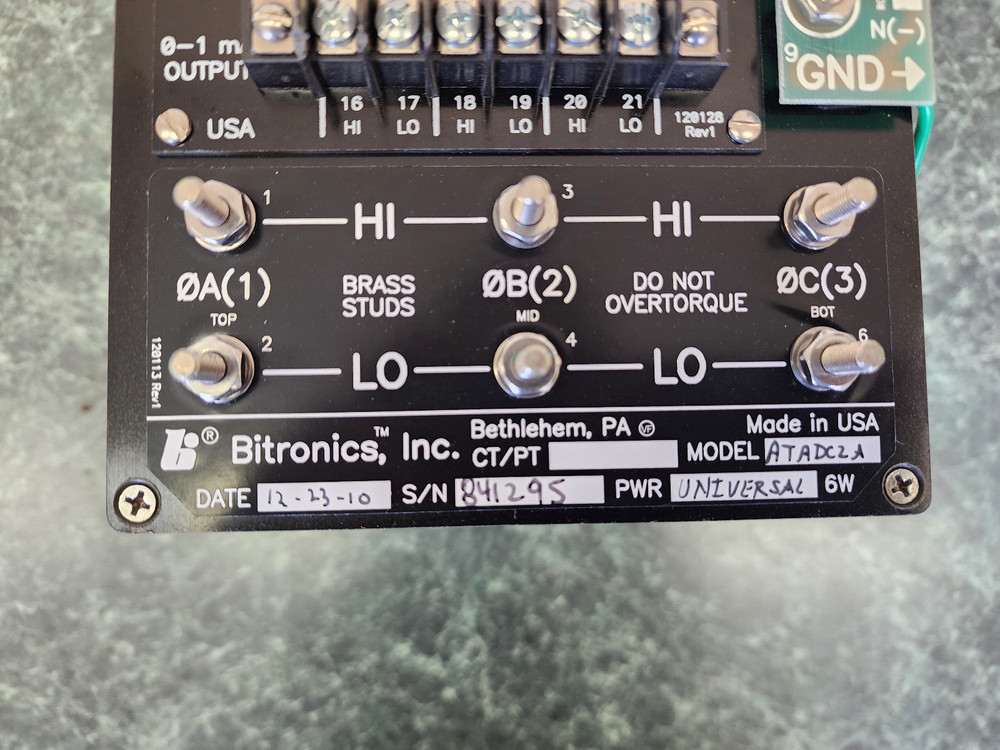 0-1 m
OUTPUT
N(-)
9 GND
16 17 18 19 20 21
HI LO HI LO HI LO
120128
Rev1
USA
1 3
HI HI
ØA(1) BRASS STUDS ØB(2) DO NOT OVERTORQUE ØC(3)
TOP MID BOT
2 4 6
LO LO
120113 Rev1
Bitronics,™ Inc. Bethlehem, PA VF Made in USA
® CT/PT MODEL ATADC2A
DATE 12-23-10 S/N 841295 PWR UNIVERSAL 6W